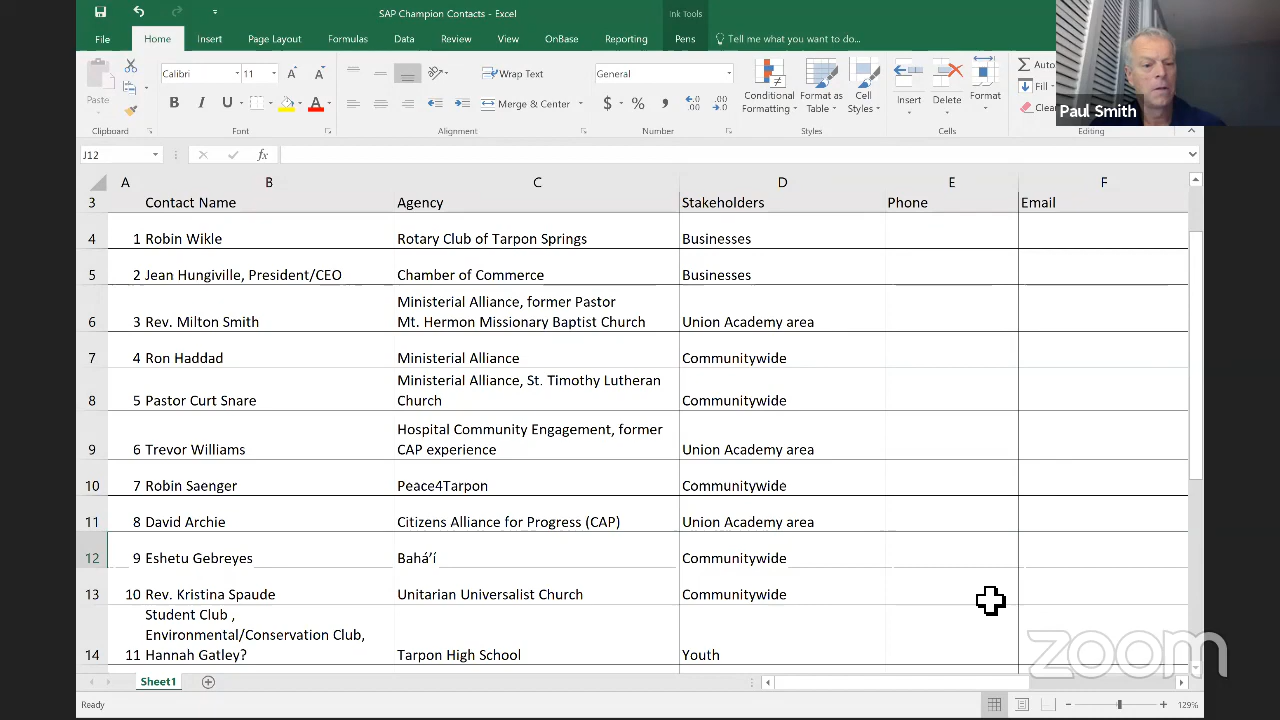 SAP Champion Contacts - Excel
Ink Tools
File Home Insert Page Layout Formulas Data Review View OnBase Reporting Pens Tell me what you want to do...
Paste
Calibri 11
B I U
Wrap Text
Merge & Center
General
$ % ,
Conditional Formatting
Format as Table
Cell Styles
Insert Delete Format
Auto
Fill
Clea
Paul Smith
Clipboard Font Alignment Number Styles Cells Editing
J12 fx
A B C D E F
3 Contact Name Agency Stakeholders Phone Email
4 1 Robin Wikle Rotary Club of Tarpon Springs Businesses
5 2 Jean Hungiville, President/CEO Chamber of Commerce Businesses
Ministerial Alliance, former Pastor
6 3 Rev. Milton Smith Mt. Hermon Missionary Baptist Church Union Academy area
7 4 Ron Haddad Ministerial Alliance Communitywide
Ministerial Alliance, St. Timothy Lutheran
8 5 Pastor Curt Snare Church Communitywide
Hospital Community Engagement, former
9 6 Trevor Williams CAP experience Union Academy area
10 7 Robin Saenger Peace4Tarpon Communitywide
11 8 David Archie Citizens Alliance for Progress (CAP) Union Academy area
12 9 Eshetu Gebreyes Bahá’í Communitywide
13 10 Rev. Kristina Spaude Unitarian Universalist Church Communitywide
Student Club ,
Environmental/Conservation Club,
14 11 Hannah Gatley? Tarpon High School Youth
zoom
Sheet1
Ready 129%